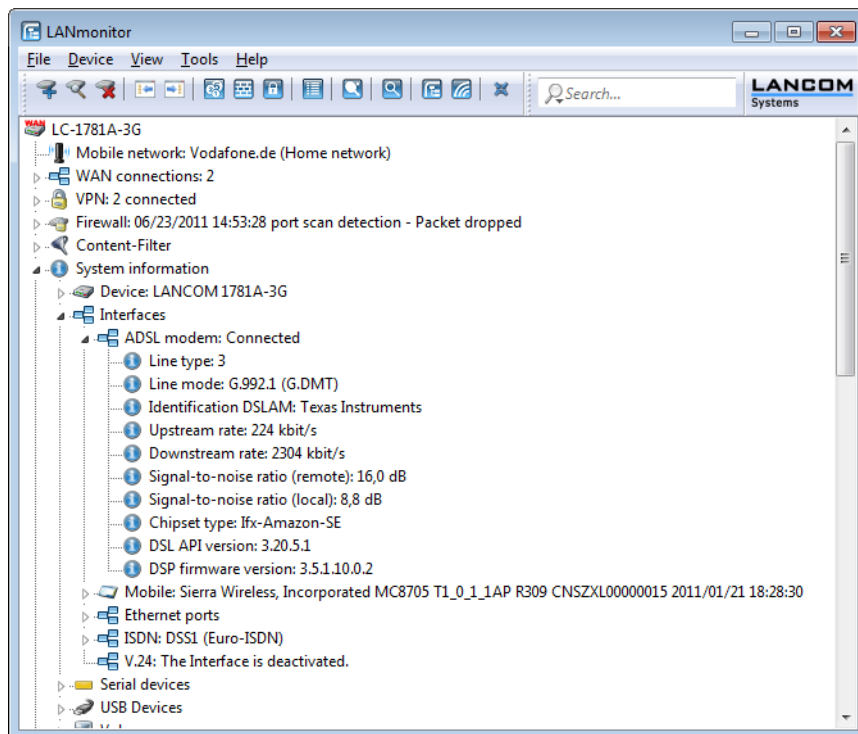 LANmonitor
File Device View Tools Help
Search...
LANCOM
Systems
WAN
LC-1781A-3G
Mobile network: Vodafone.de (Home network)
WAN connections: 2
VPN: 2 connected
Firewall: 06/23/2011 14:53:28 port scan detection - Packet dropped
Content-Filter
System information
Device: LANCOM 1781A-3G
Interfaces
ADSL modem: Connected
Line type: 3
Line mode: G.992.1 (G.DMT)
Identification DSLAM: Texas Instruments
Upstream rate: 224 kbit/s
Downstream rate: 2304 kbit/s
Signal-to-noise ratio (remote): 16,0 dB
Signal-to-noise ratio (local): 8,8 dB
Chipset type: Ifx-Amazon-SE
DSL API version: 3.20.5.1
DSP firmware version: 3.5.1.10.0.2
Mobile: Sierra Wireless, Incorporated MC8705 T1_0_1_1AP R309 CNSZXL00000015 2011/01/21 18:28:30
Ethernet ports
ISDN: DSS1 (Euro-ISDN)
V.24: The Interface is deactivated.
Serial devices
USB Devices